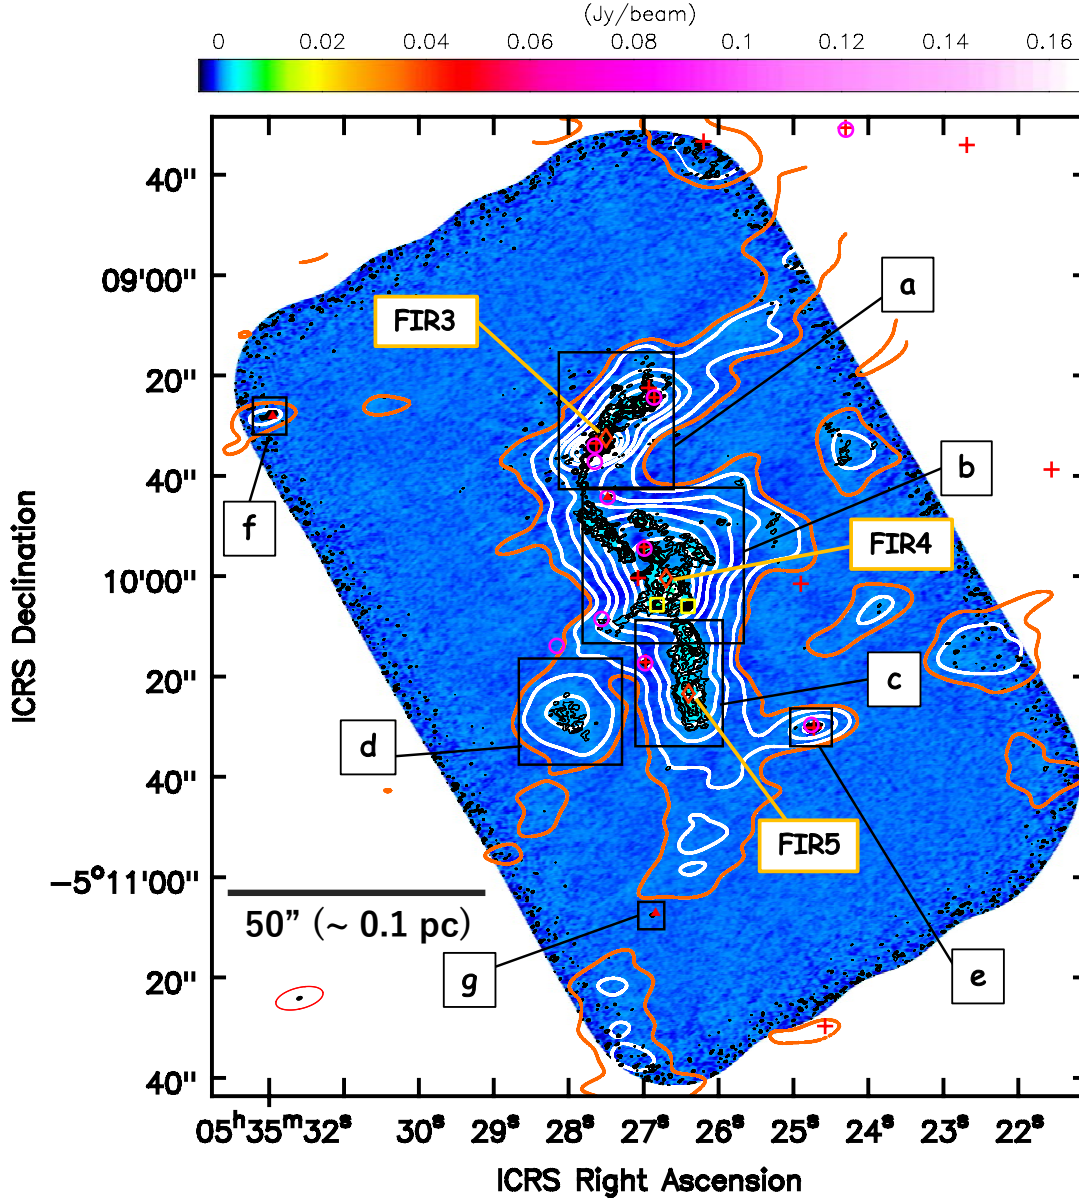 (Jy/beam)
0 0.02 0.04 0.06 0.08 0.1 0.12 0.14 0.16
40"
09'00"
20"
40"
10'00"
20"
40"
−5°11'00"
20"
40"
ICRS Declination
FIR3
a
b
f
FIR4
c
d
FIR5
50” (~ 0.1 pc)
g
e
05ʰ35ᵐ32ˢ 30ˢ 29ˢ 28ˢ 27ˢ 26ˢ 25ˢ 24ˢ 23ˢ 22ˢ
ICRS Right Ascension